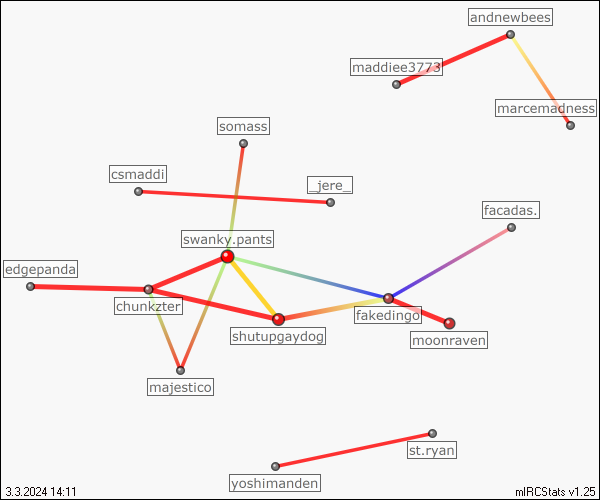 andnewbees
maddiee3773
marcemadness
somass
csmaddi
_jere_
facadas.
swanky.pants
edgepanda
chunkzter
fakedingo
shutupgaydog
moonraven
majestico
st.ryan
yoshimanden
3.3.2024 14:11
mIRCStats v1.25